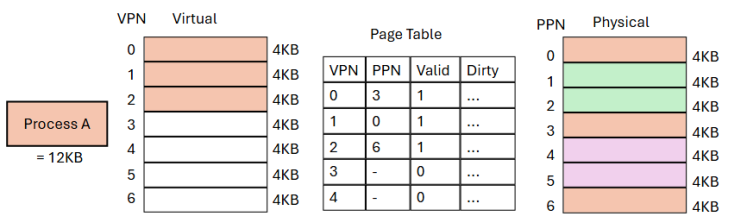 VPN Virtual
0 4KB
1 4KB
2 4KB
3 4KB
4 4KB
5 4KB
6 4KB
Process A
= 12KB
Page Table
VPN PPN Valid Dirty
0 3 1 ...
1 0 1 ...
2 6 1 ...
3 - 0 ...
4 - 0 ...
PPN Physical
0 4KB
1 4KB
2 4KB
3 4KB
4 4KB
5 4KB
6 4KB